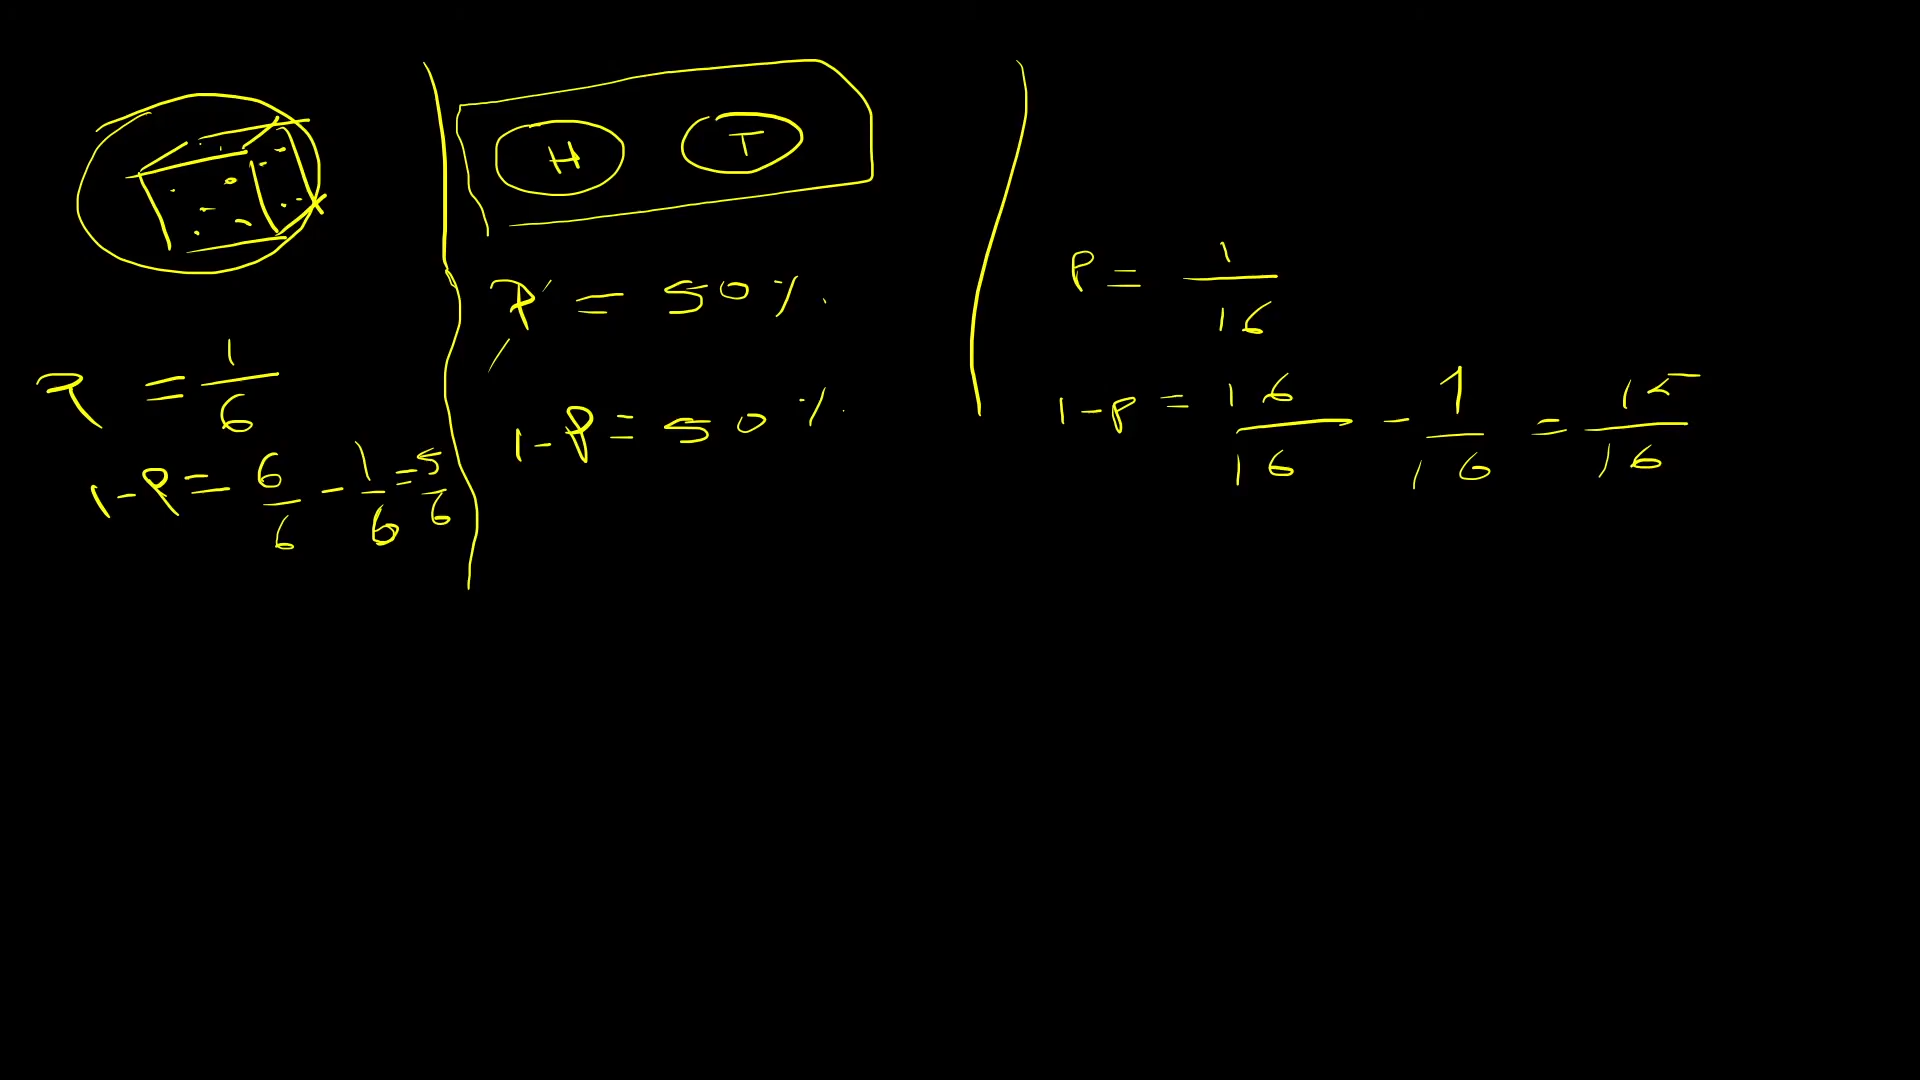 H T
P = 1/6
1-P = 6/6 - 1/6 = 5/6
P = 50%
1-P = 50%
P = 1/16
1-P = 16/16 - 1/16 = 15/16